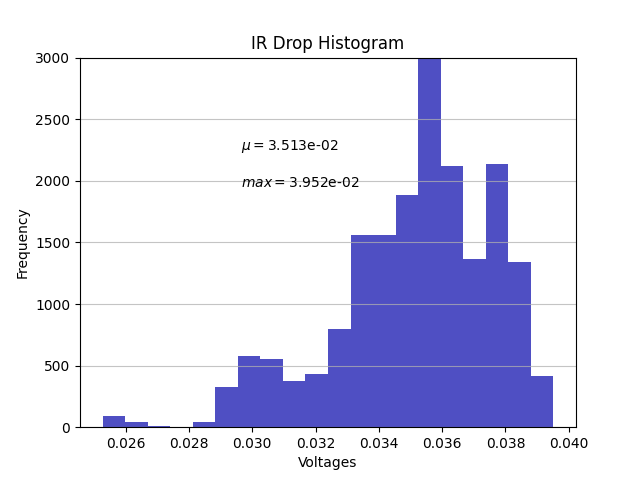 IR Drop Histogram
3000
2500
2000
1500
1000
500
0
Frequency
μ = 3.513e-02
max = 3.952e-02
0.026 0.028 0.030 0.032 0.034 0.036 0.038 0.040
Voltages